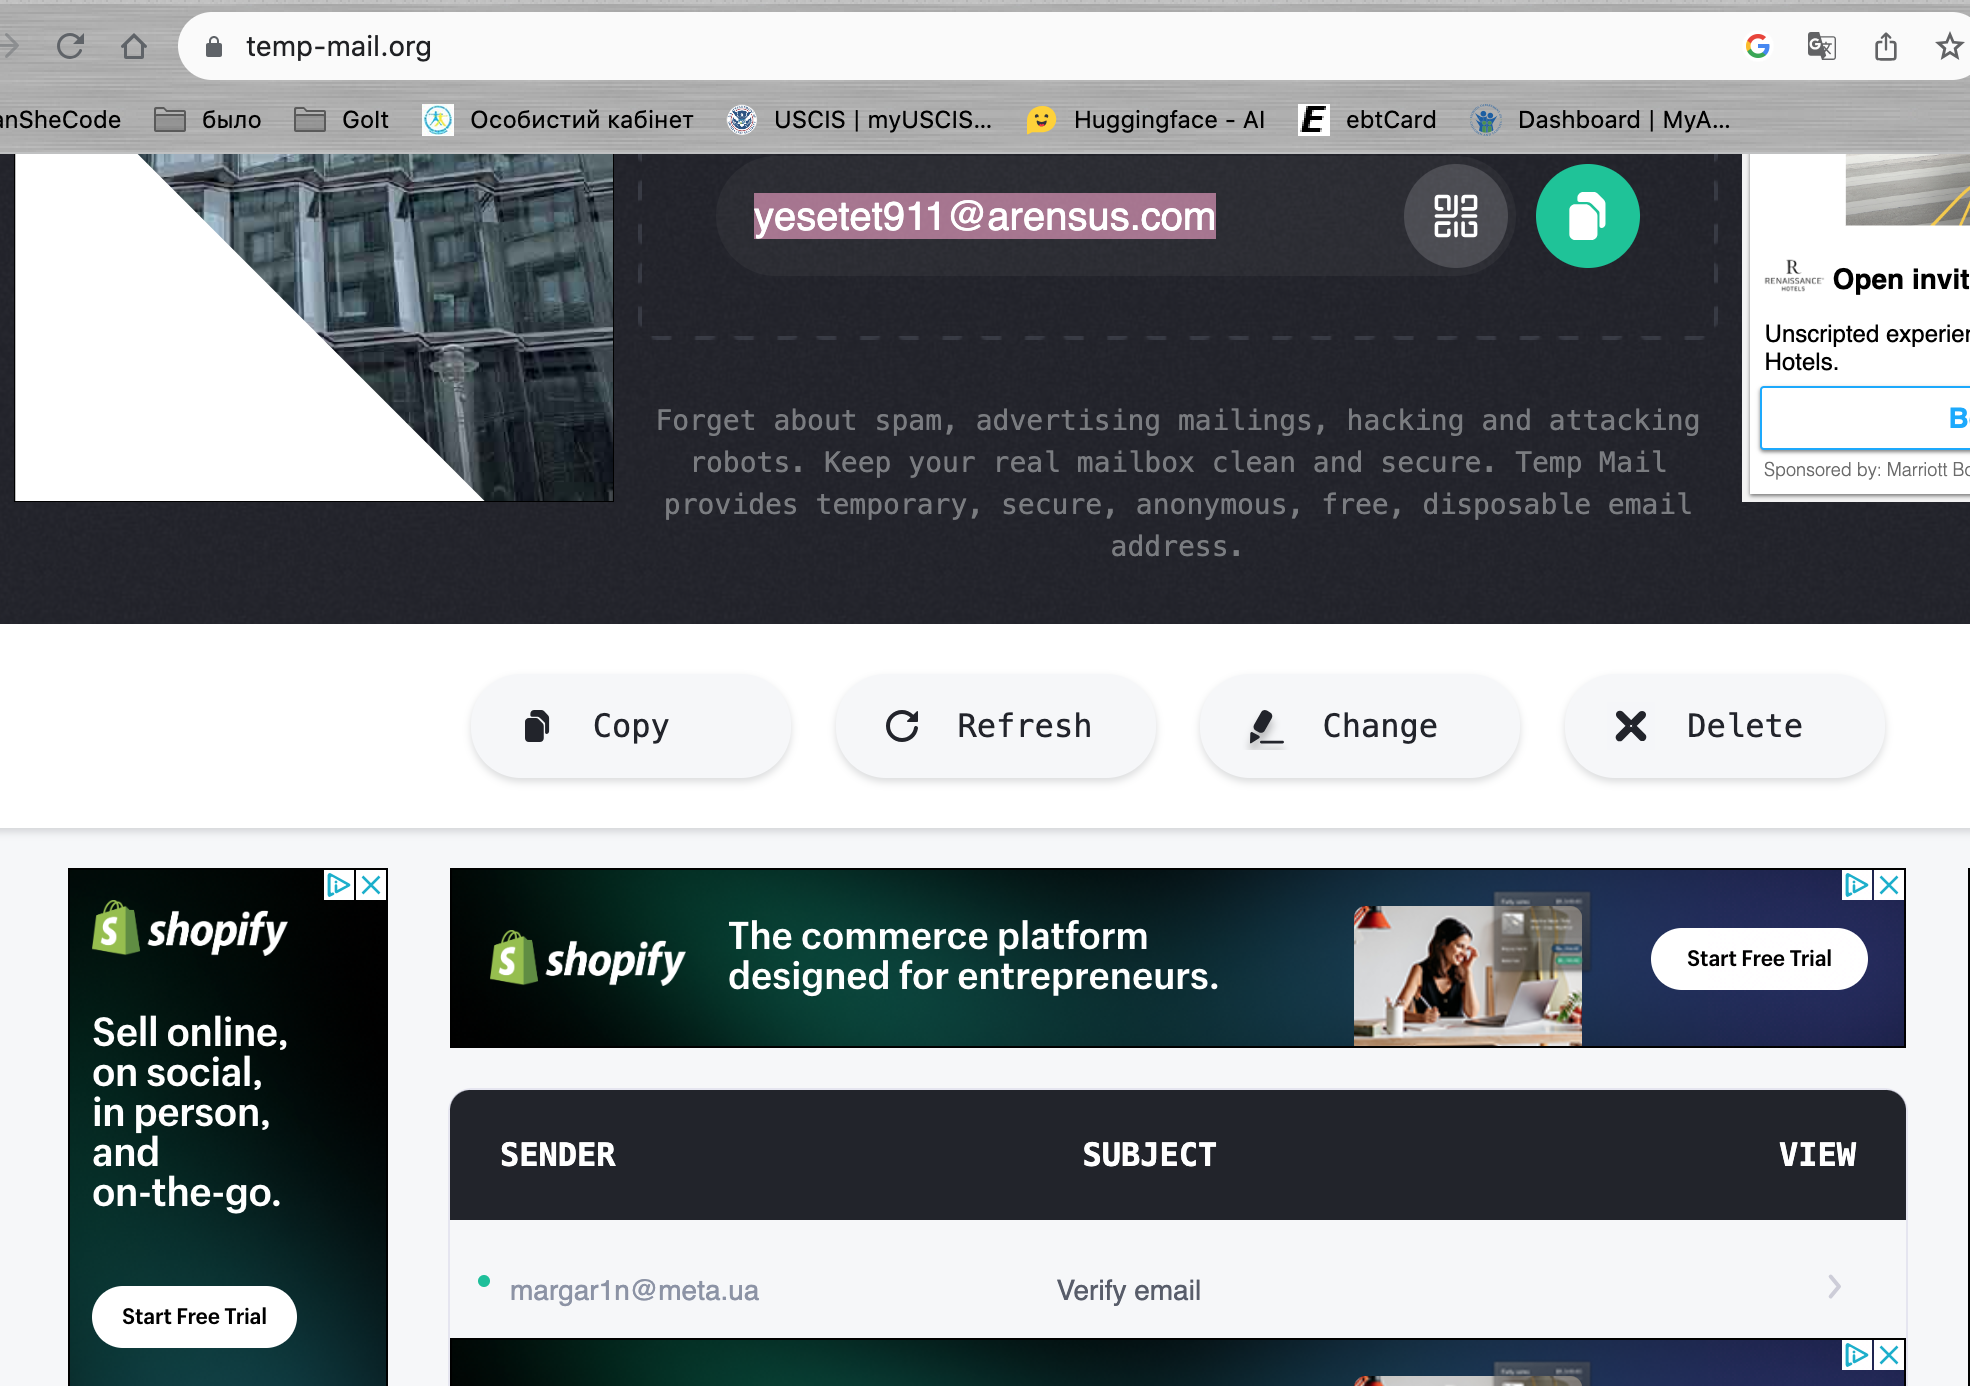 temp-mail.org
anSheCode
было
GoIt
Особистий кабінет
USCIS | myUSCIS...
Huggingface - AI
ebtCard
Dashboard | MyA...
yesetet911@arensus.com
R
RENAISSANCE
HOTELS
Open invit
Unscripted experien
Hotels.
B
Sponsored by: Marriott Bo
Forget about spam, advertising mailings, hacking and attacking
robots. Keep your real mailbox clean and secure. Temp Mail
provides temporary, secure, anonymous, free, disposable email
address.
Copy
Refresh
Change
Delete
shopify
Sell online,
on social,
in person,
and
on-the-go.
Start Free Trial
shopify
The commerce platform
designed for entrepreneurs.
Start Free Trial
SENDER
SUBJECT
VIEW
margar1n@meta.ua
Verify email